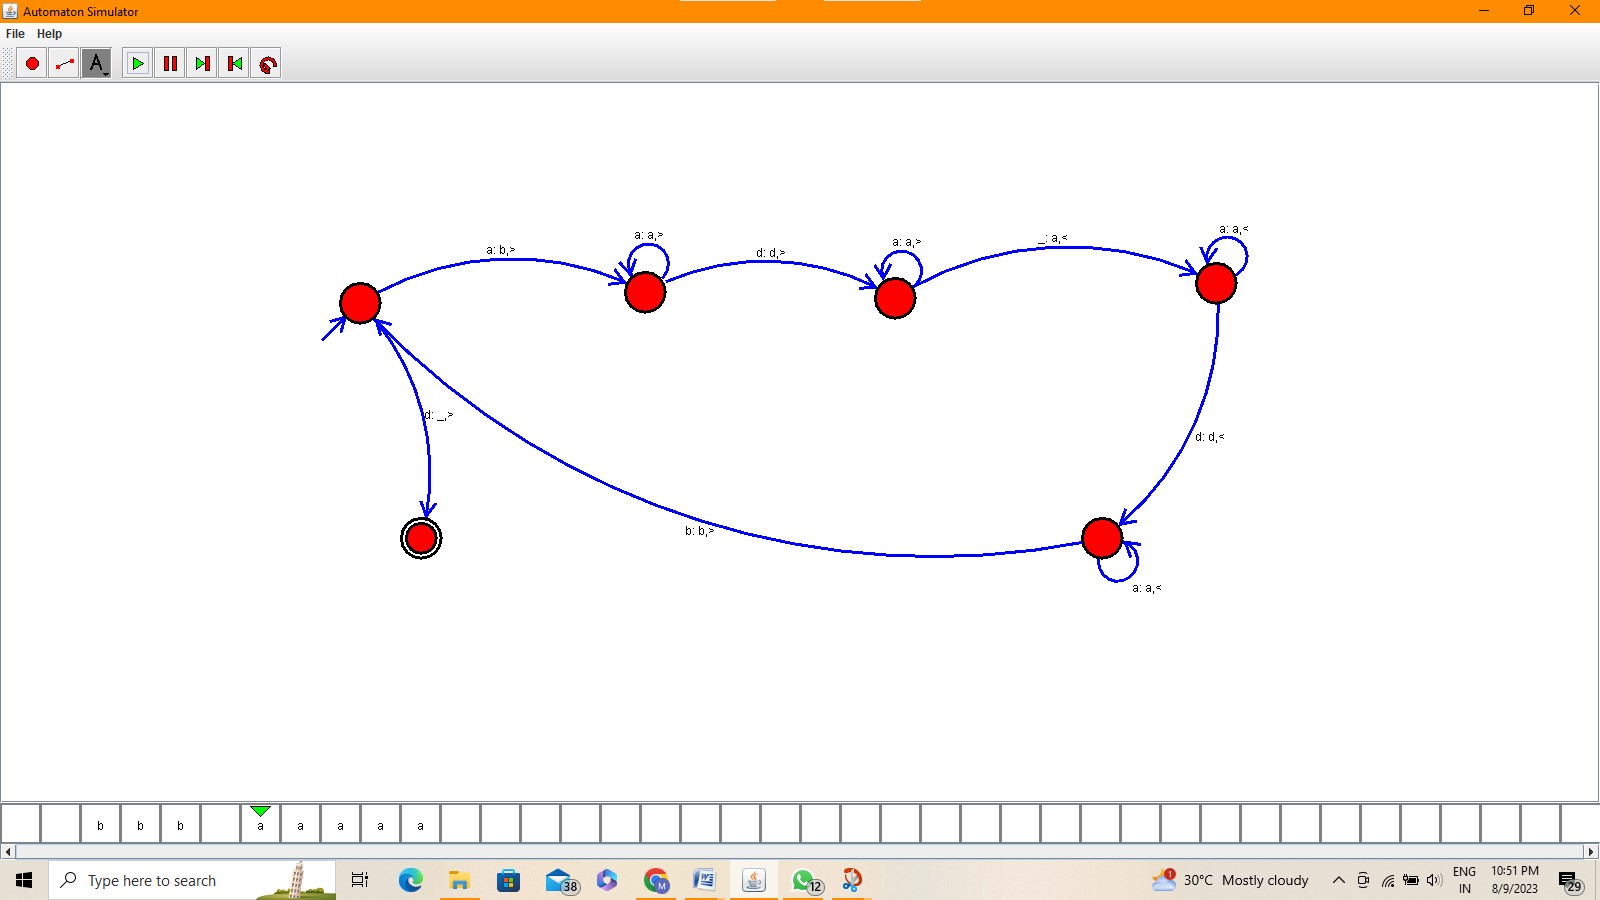 Automaton Simulator
File Help
A
a: b,>
a: a,>
d: d,>
a: a,>
_: a,<
a: a,<
d: _,>
d: d,<
b: b,>
a: a,<
b b b a a a a a
Type here to search
38
W
M
12
1
30°C Mostly cloudy
ENG
IN
10:51 PM
8/9/2023
29